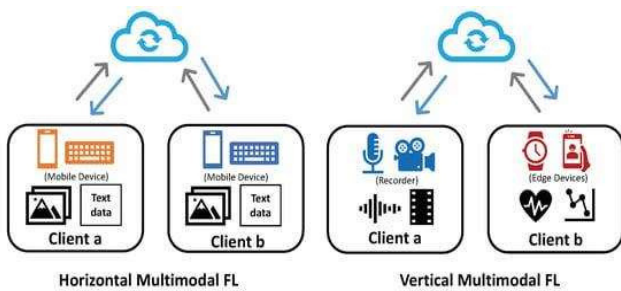 (Mobile Device)
Text
data
Client a
(Mobile Device)
Text
data
Client b
(Recorder)
Client a
(Edge Devices)
Client b
Horizontal Multimodal FL
Vertical Multimodal FL